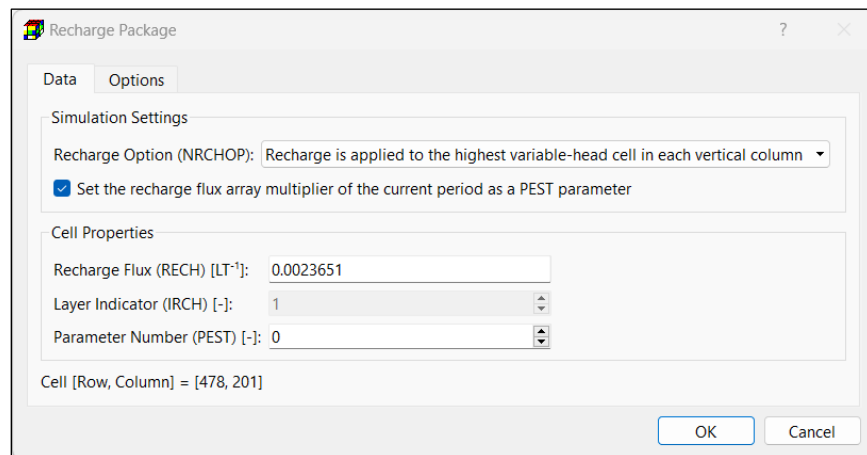 Recharge Package ?
Data Options
Simulation Settings
Recharge Option (NRCHOP): Recharge is applied to the highest variable-head cell in each vertical column
Set the recharge flux array multiplier of the current period as a PEST parameter
Cell Properties
Recharge Flux (RECH) [LT⁻¹]: 0.0023651
Layer Indicator (IRCH) [-]: 1
Parameter Number (PEST) [-]: 0
Cell [Row, Column] = [478, 201]
OK Cancel